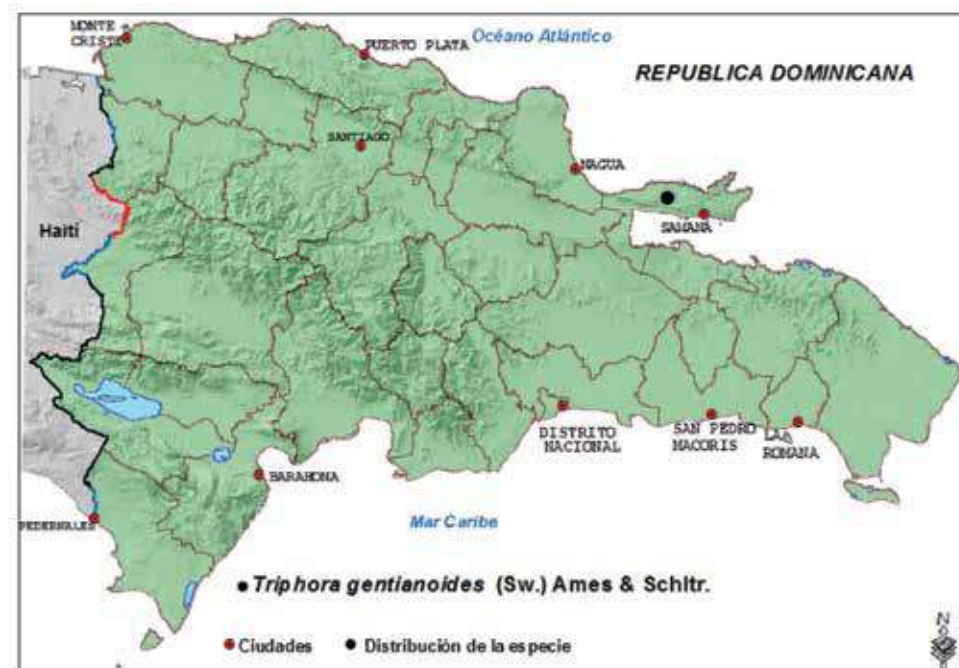 MONTE
CRISTI
PUERTO PLATA
Océano Atlántico
REPUBLICA DOMINICANA
SANTIAGO
NAGUA
SAMANA
Haití
DISTRITO
NACIONAL
SAN PEDRO
MACORIS
LA
ROMANA
BARAHONA
PEDERNALES
Mar Caribe
Triphora gentianoides (Sw.) Ames & Schltr.
Ciudades
Distribución de la especie